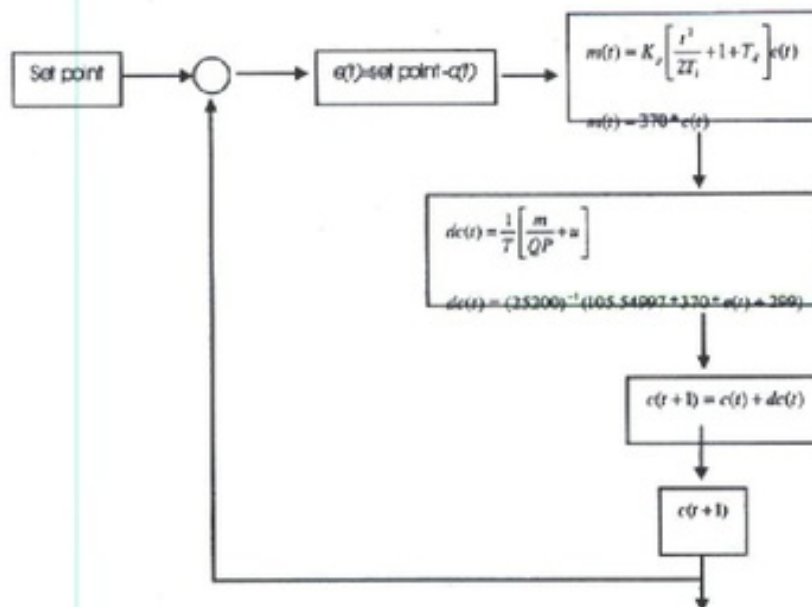 Set point
e(t)=set point-c(t)
m(t) = K_p [ t²/2T_i + 1 + T_d ] e(t)
m(t) = 370 * e(t)
dc(t) = 1/T [ m/QP + u ]
dc(t) = (25200)⁻¹ (105.54997 * 370 * e(t) + 299)
c(t+1) = c(t) + dc(t)
c(t+1)